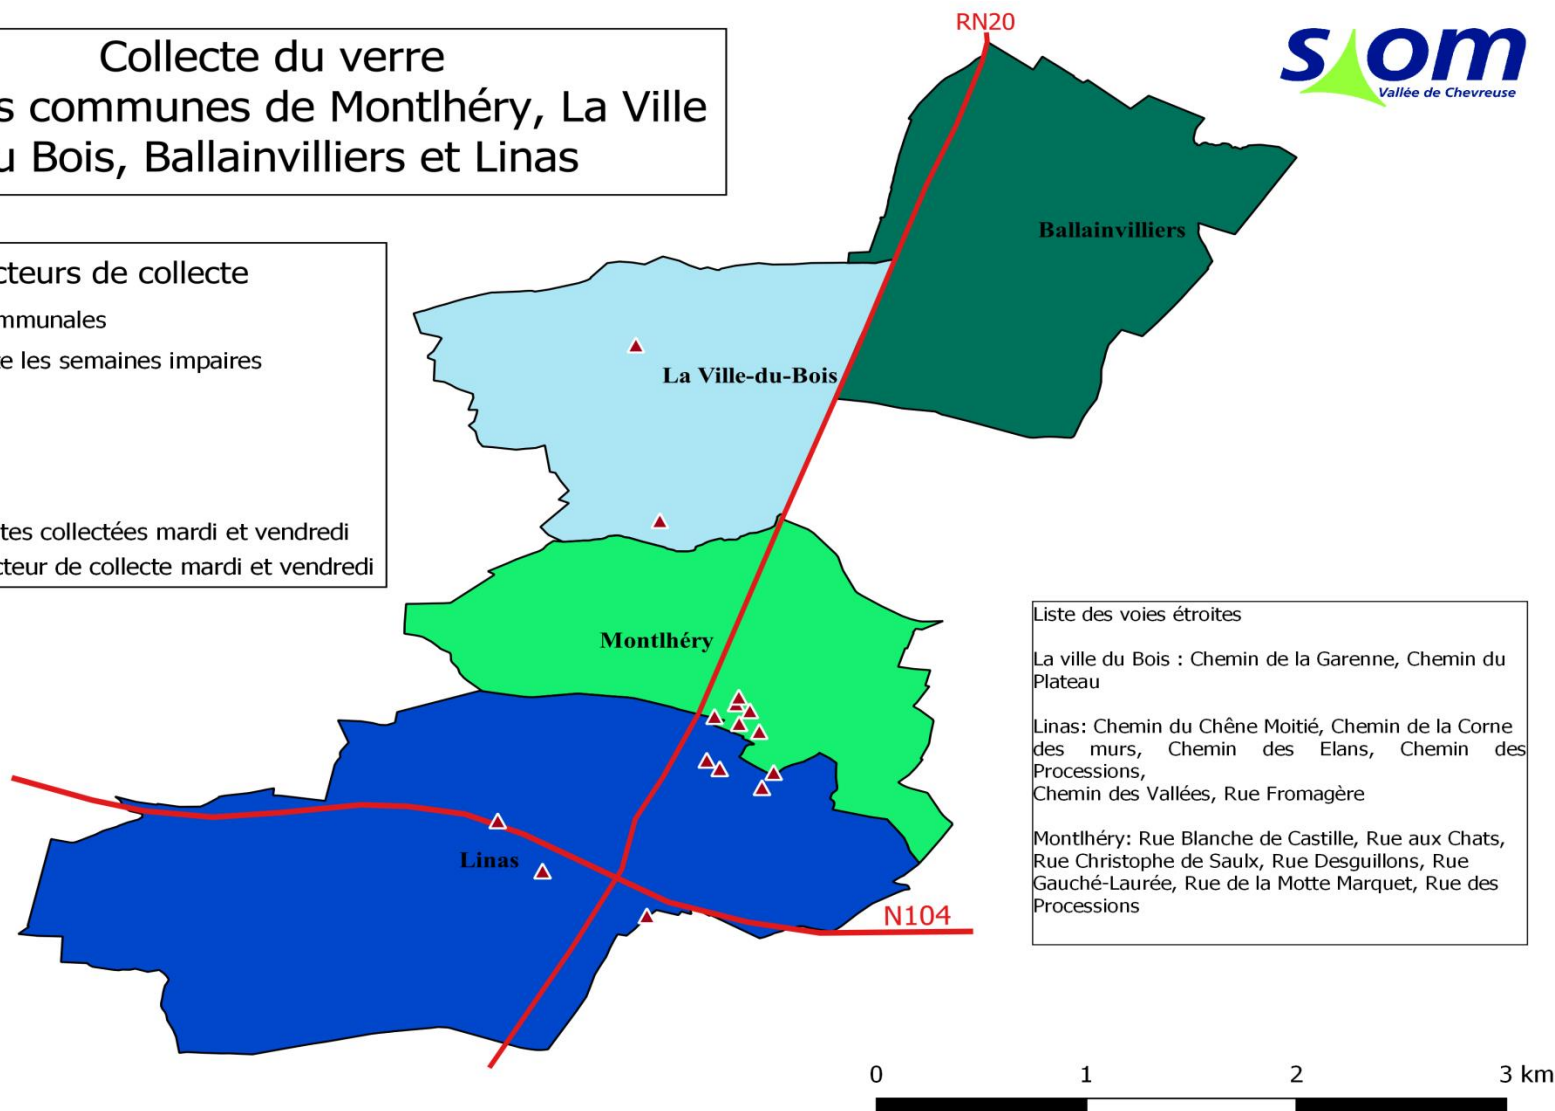 RN20
Collecte du verre
s communes de Montlhéry, La Ville
u Bois, Ballainvilliers et Linas
siom
Vallée de Chevreuse
cteurs de collecte
mmunales
te les semaines impaires
tes collectées mardi et vendredi
cteur de collecte mardi et vendredi
Ballainvilliers
La Ville-du-Bois
Montlhéry
Linas
N104
Liste des voies étroites
La ville du Bois : Chemin de la Garenne, Chemin du
Plateau
Linas: Chemin du Chêne Moitié, Chemin de la Corne
des murs, Chemin des Elans, Chemin des
Processions,
Chemin des Vallées, Rue Fromagère
Montlhéry: Rue Blanche de Castille, Rue aux Chats,
Rue Christophe de Saulx, Rue Desguillons, Rue
Gauché-Laurée, Rue de la Motte Marquet, Rue des
Processions
0 1 2 3 km